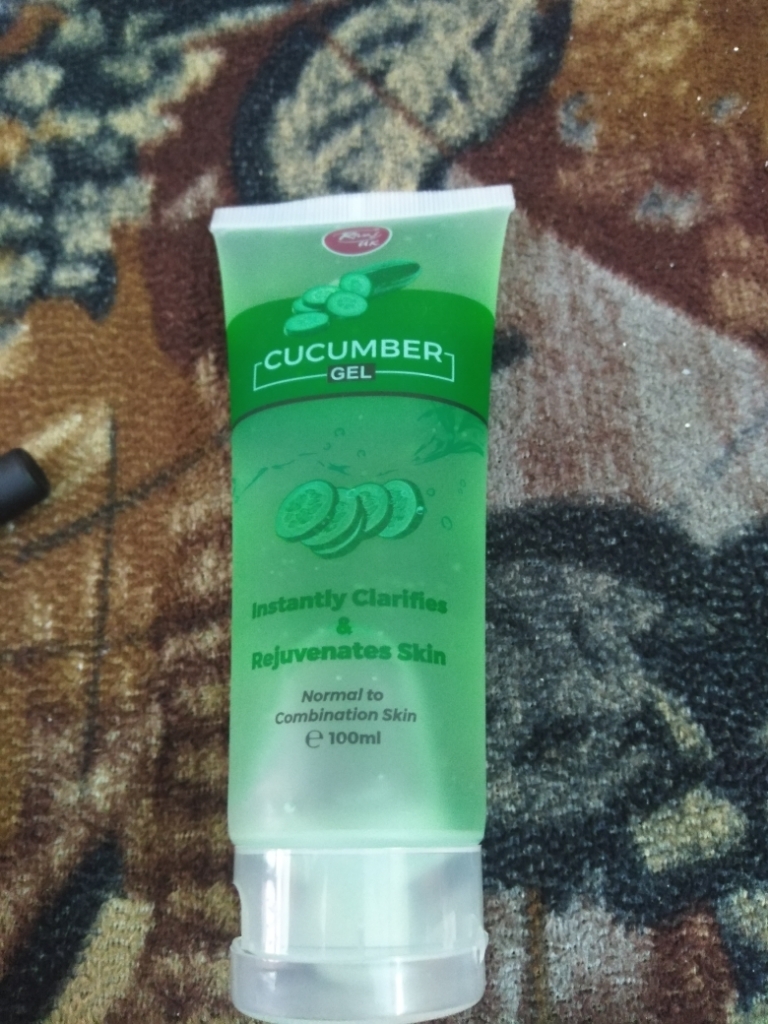 CUCUMBER
GEL
Instantly Clarifies
&
Rejuvenates Skin
Normal to
Combination Skin
℮ 100ml